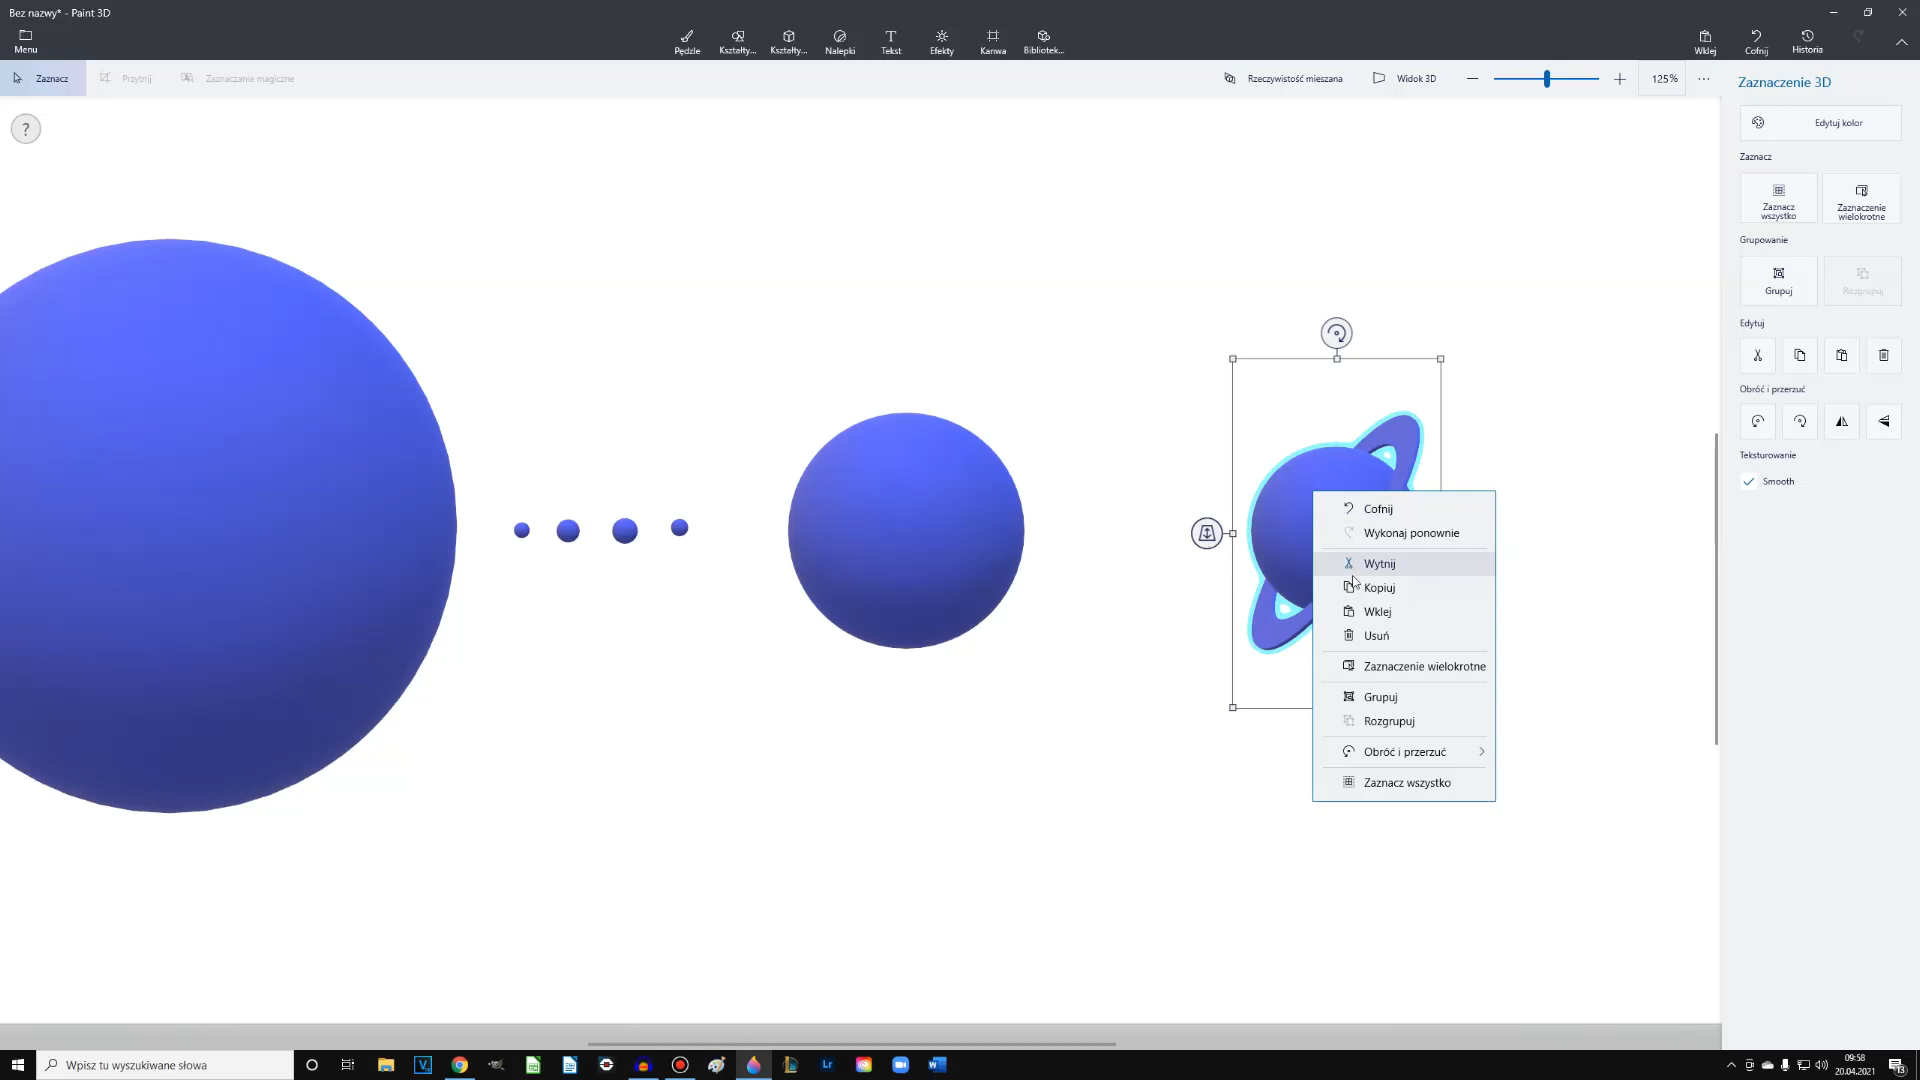 Bez nazwy* - Paint 3D
Menu
Pędzle
Kształty...
Kształty...
Nalepki
Tekst
Efekty
Kanwa
Bibliotek...
Wklej
Cofnij
Historia
Zaznacz
Przytnij
Zaznaczanie magiczne
Rzeczywistość mieszana
Widok 3D
125%
?
Zaznaczenie 3D
Edytuj kolor
Zaznacz
Zaznacz
wszystko
Zaznaczenie
wielokrotne
Grupowanie
Grupuj
Rozgrupuj
Edytuj
Obróć i przerzuć
Teksturowanie
Smooth
Cofnij
Wykonaj ponownie
Wytnij
Kopiuj
Wklej
Usuń
Zaznaczenie wielokrotne
Grupuj
Rozgrupuj
Obróć i przerzuć
Zaznacz wszystko
Wpisz tu wyszukiwane słowa
Lr
09:58
20.04.2021
13